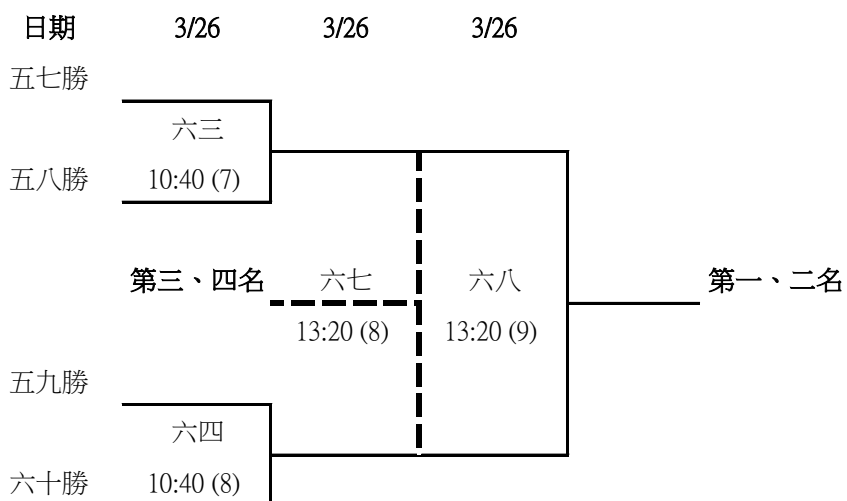 日期 3/26 3/26 3/26
五七勝
六三
五八勝 10:40 (7)
第三、四名 六七 六八 第一、二名
13:20 (8) 13:20 (9)
五九勝
六四
六十勝 10:40 (8)